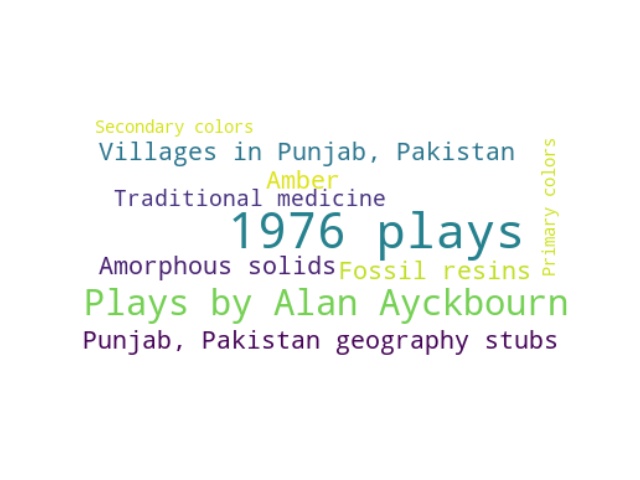 Secondary colors
Villages in Punjab, Pakistan
Amber
Traditional medicine
1976 plays
Primary colors
Amorphous solids
Fossil resins
Plays by Alan Ayckbourn
Punjab, Pakistan geography stubs